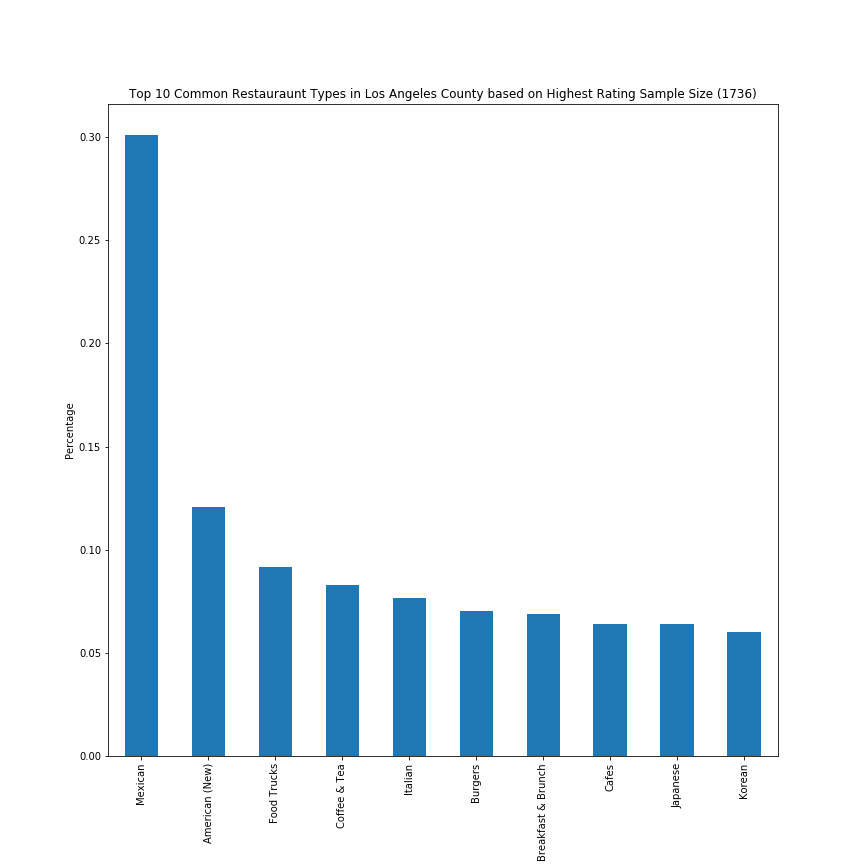 Top 10 Common Restauraunt Types in Los Angeles County based on Highest Rating Sample Size (1736)
Percentage
0.30
0.25
0.20
0.15
0.10
0.05
0.00
Mexican
American (New)
Food Trucks
Coffee & Tea
Italian
Burgers
Breakfast & Brunch
Cafes
Japanese
Korean